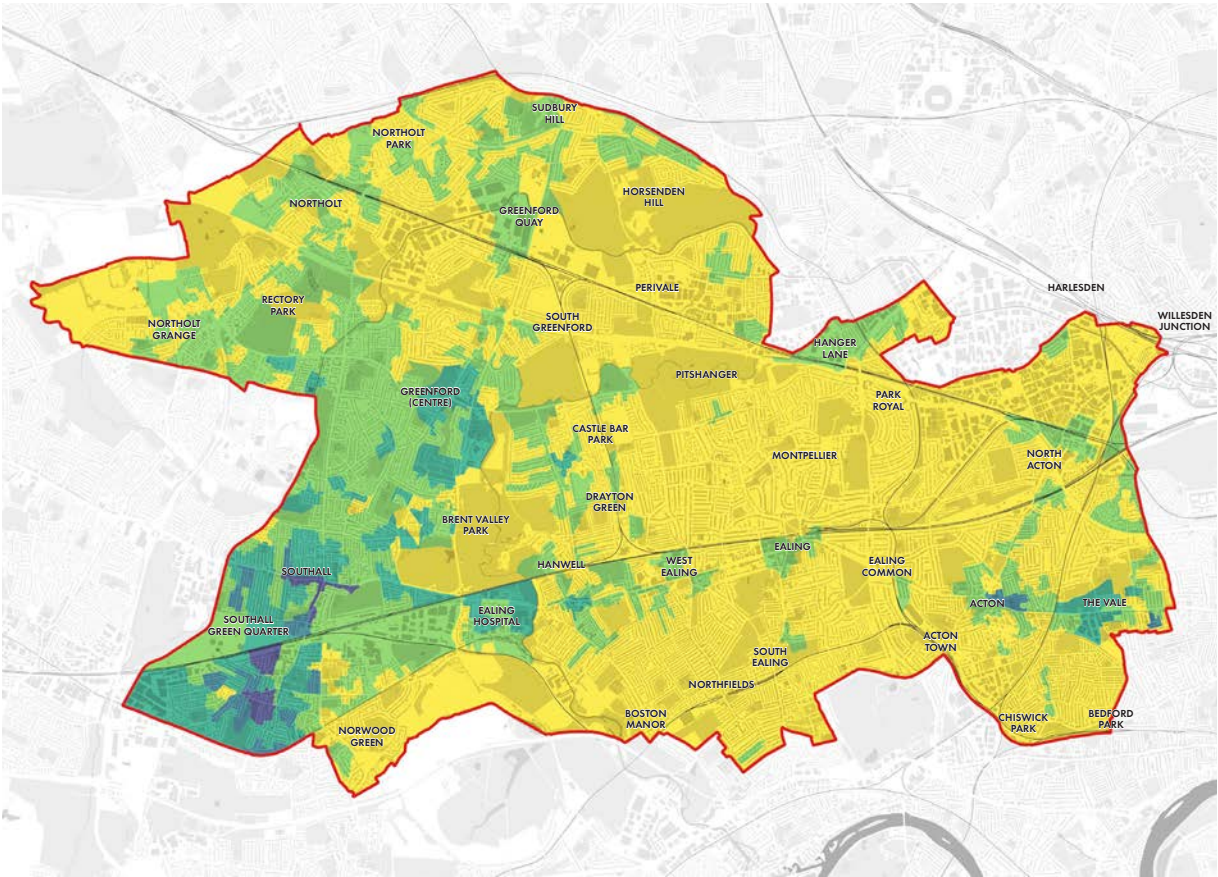 SUDBURY
HILL
NORTHOLT
PARK
HORSENDEN
HILL
NORTHOLT
GREENFORD
QUAY
PERIVALE
HARLESDEN
RECTORY
PARK
WILLESDEN
JUNCTION
NORTHOLT
GRANGE
SOUTH
GREENFORD
HANGER
LANE
PITSHANGER
GREENFORD
(CENTRE)
PARK
ROYAL
CASTLE BAR
PARK
MONTPELLIER
NORTH
ACTON
DRAYTON
GREEN
BRENT VALLEY
PARK
EALING
HANWELL
WEST
EALING
EALING
COMMON
SOUTHALL
ACTON
THE VALE
EALING
HOSPITAL
SOUTHALL
GREEN QUARTER
ACTON
TOWN
SOUTH
EALING
NORTHFIELDS
BOSTON
MANOR
CHISWICK
PARK
BEDFORD
PARK
NORWOOD
GREEN